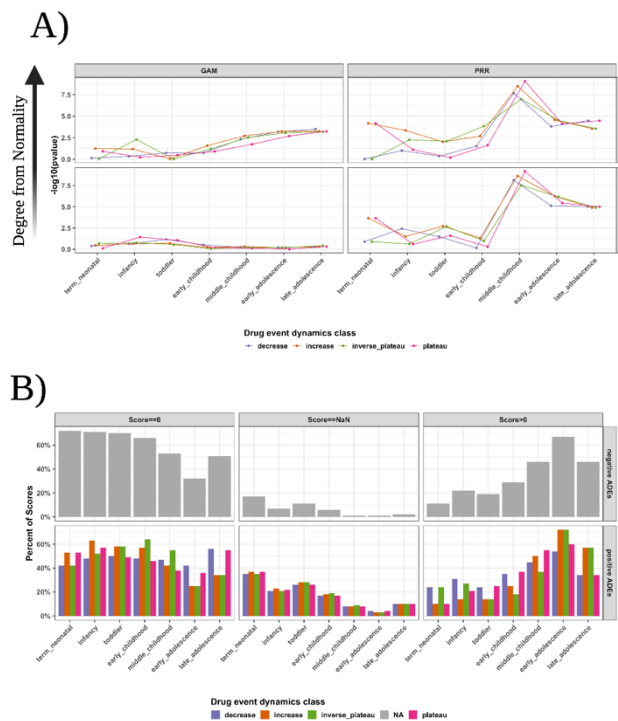 A)
GAM
PRR
Degree from Normality
-log10(pvalue)
7.5
5.0
2.5
0.0
7.5
5.0
2.5
0.0
term_neonatal
infancy
toddler
early_childhood
middle_childhood
early_adolescence
late_adolescence
term_neonatal
infancy
toddler
early_childhood
middle_childhood
early_adolescence
late_adolescence
Drug event dynamics class
decrease
increase
inverse_plateau
plateau
B)
Score==0
Score==NaN
Score>0
Percent of Scores
60%
40%
20%
0%
negative ADEs
60%
40%
20%
0%
positive ADEs
term_neonatal
infancy
toddler
early_childhood
middle_childhood
early_adolescence
late_adolescence
term_neonatal
infancy
toddler
early_childhood
middle_childhood
early_adolescence
late_adolescence
term_neonatal
infancy
toddler
early_childhood
middle_childhood
early_adolescence
late_adolescence
Drug event dynamics class
decrease
increase
inverse_plateau
NA
plateau